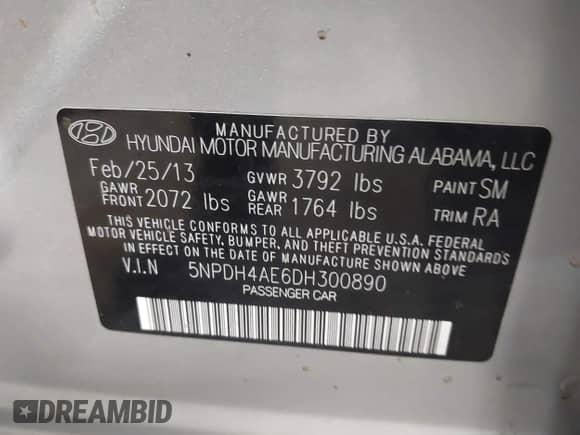 MANUFACTURED BY
HYUNDAI MOTOR MANUFACTURING ALABAMA, LLC
Feb/25/13 GVWR 3792 lbs PAINT SM
GAWR FRONT 2072 lbs GAWR REAR 1764 lbs TRIM RA
THIS VEHICLE CONFORMS TO ALL APPLICABLE U.S.A. FEDERAL
MOTOR VEHICLE SAFETY, BUMPER, AND THEFT PREVENTION STANDARDS
IN EFFECT ON THE DATE OF MANUFACTURE SHOWN ABOVE.
V.I.N 5NPDH4AE6DH300890
PASSENGER CAR
DREAMBID